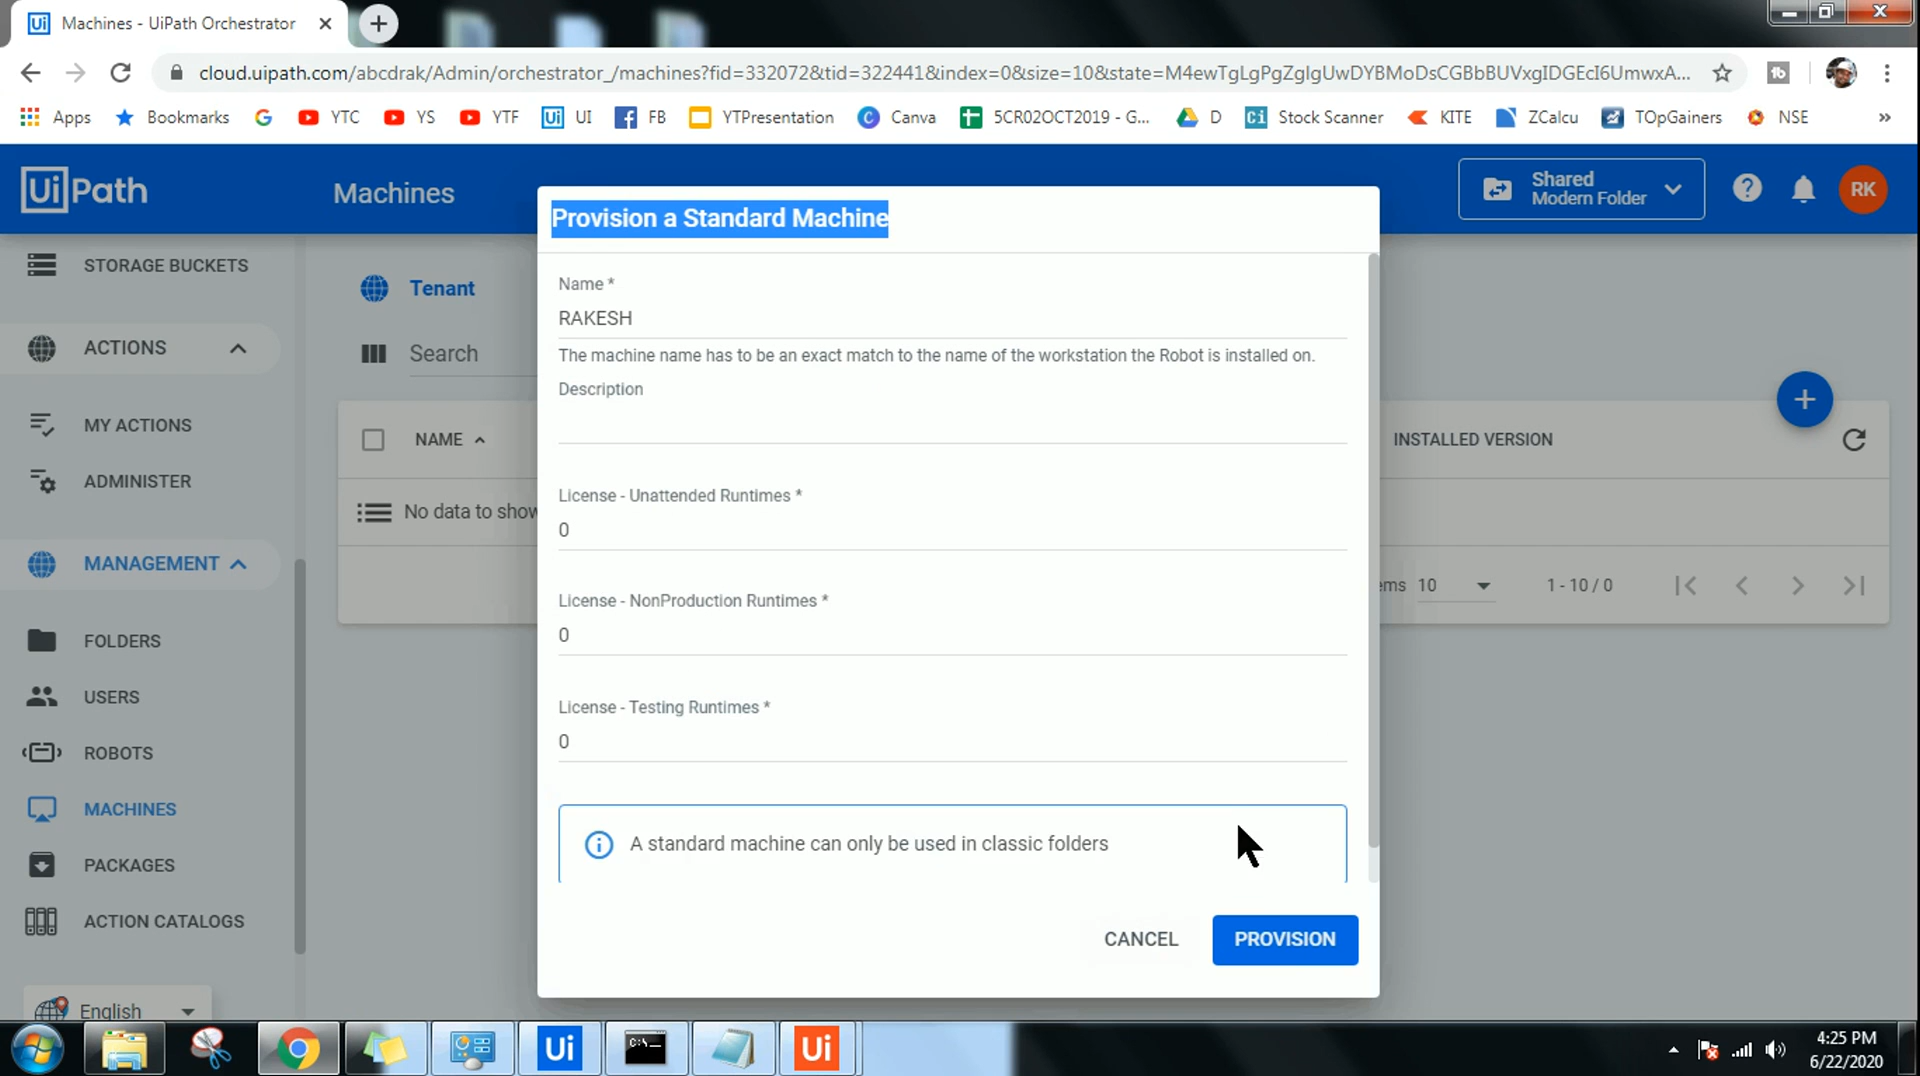 Machines - UiPath Orchestrator
cloud.uipath.com/abcdrak/Admin/orchestrator_/machines?fid=332072&tid=322441&index=0&size=10&state=M4ewTgLgPgZglgUwDYBMoDsCGBbBUVxgIDGEcI6UmwxA...
Apps Bookmarks YTC YS YTF UI FB YTPresentation Canva 5CR02OCT2019 - G... D Stock Scanner KITE ZCalcu TOpGainers NSE »
UiPath
Machines
Shared
Modern Folder
RK
STORAGE BUCKETS
ACTIONS
MY ACTIONS
ADMINISTER
MANAGEMENT
FOLDERS
USERS
ROBOTS
MACHINES
PACKAGES
ACTION CATALOGS
English
Tenant
Search
NAME
INSTALLED VERSION
No data to show
ems 10 1 - 10 / 0
Provision a Standard Machine
Name *
RAKESH
The machine name has to be an exact match to the name of the workstation the Robot is installed on.
Description
License - Unattended Runtimes *
0
License - NonProduction Runtimes *
0
License - Testing Runtimes *
0
A standard machine can only be used in classic folders
CANCEL PROVISION
Ui
C:\
Ui
4:25 PM
6/22/2020